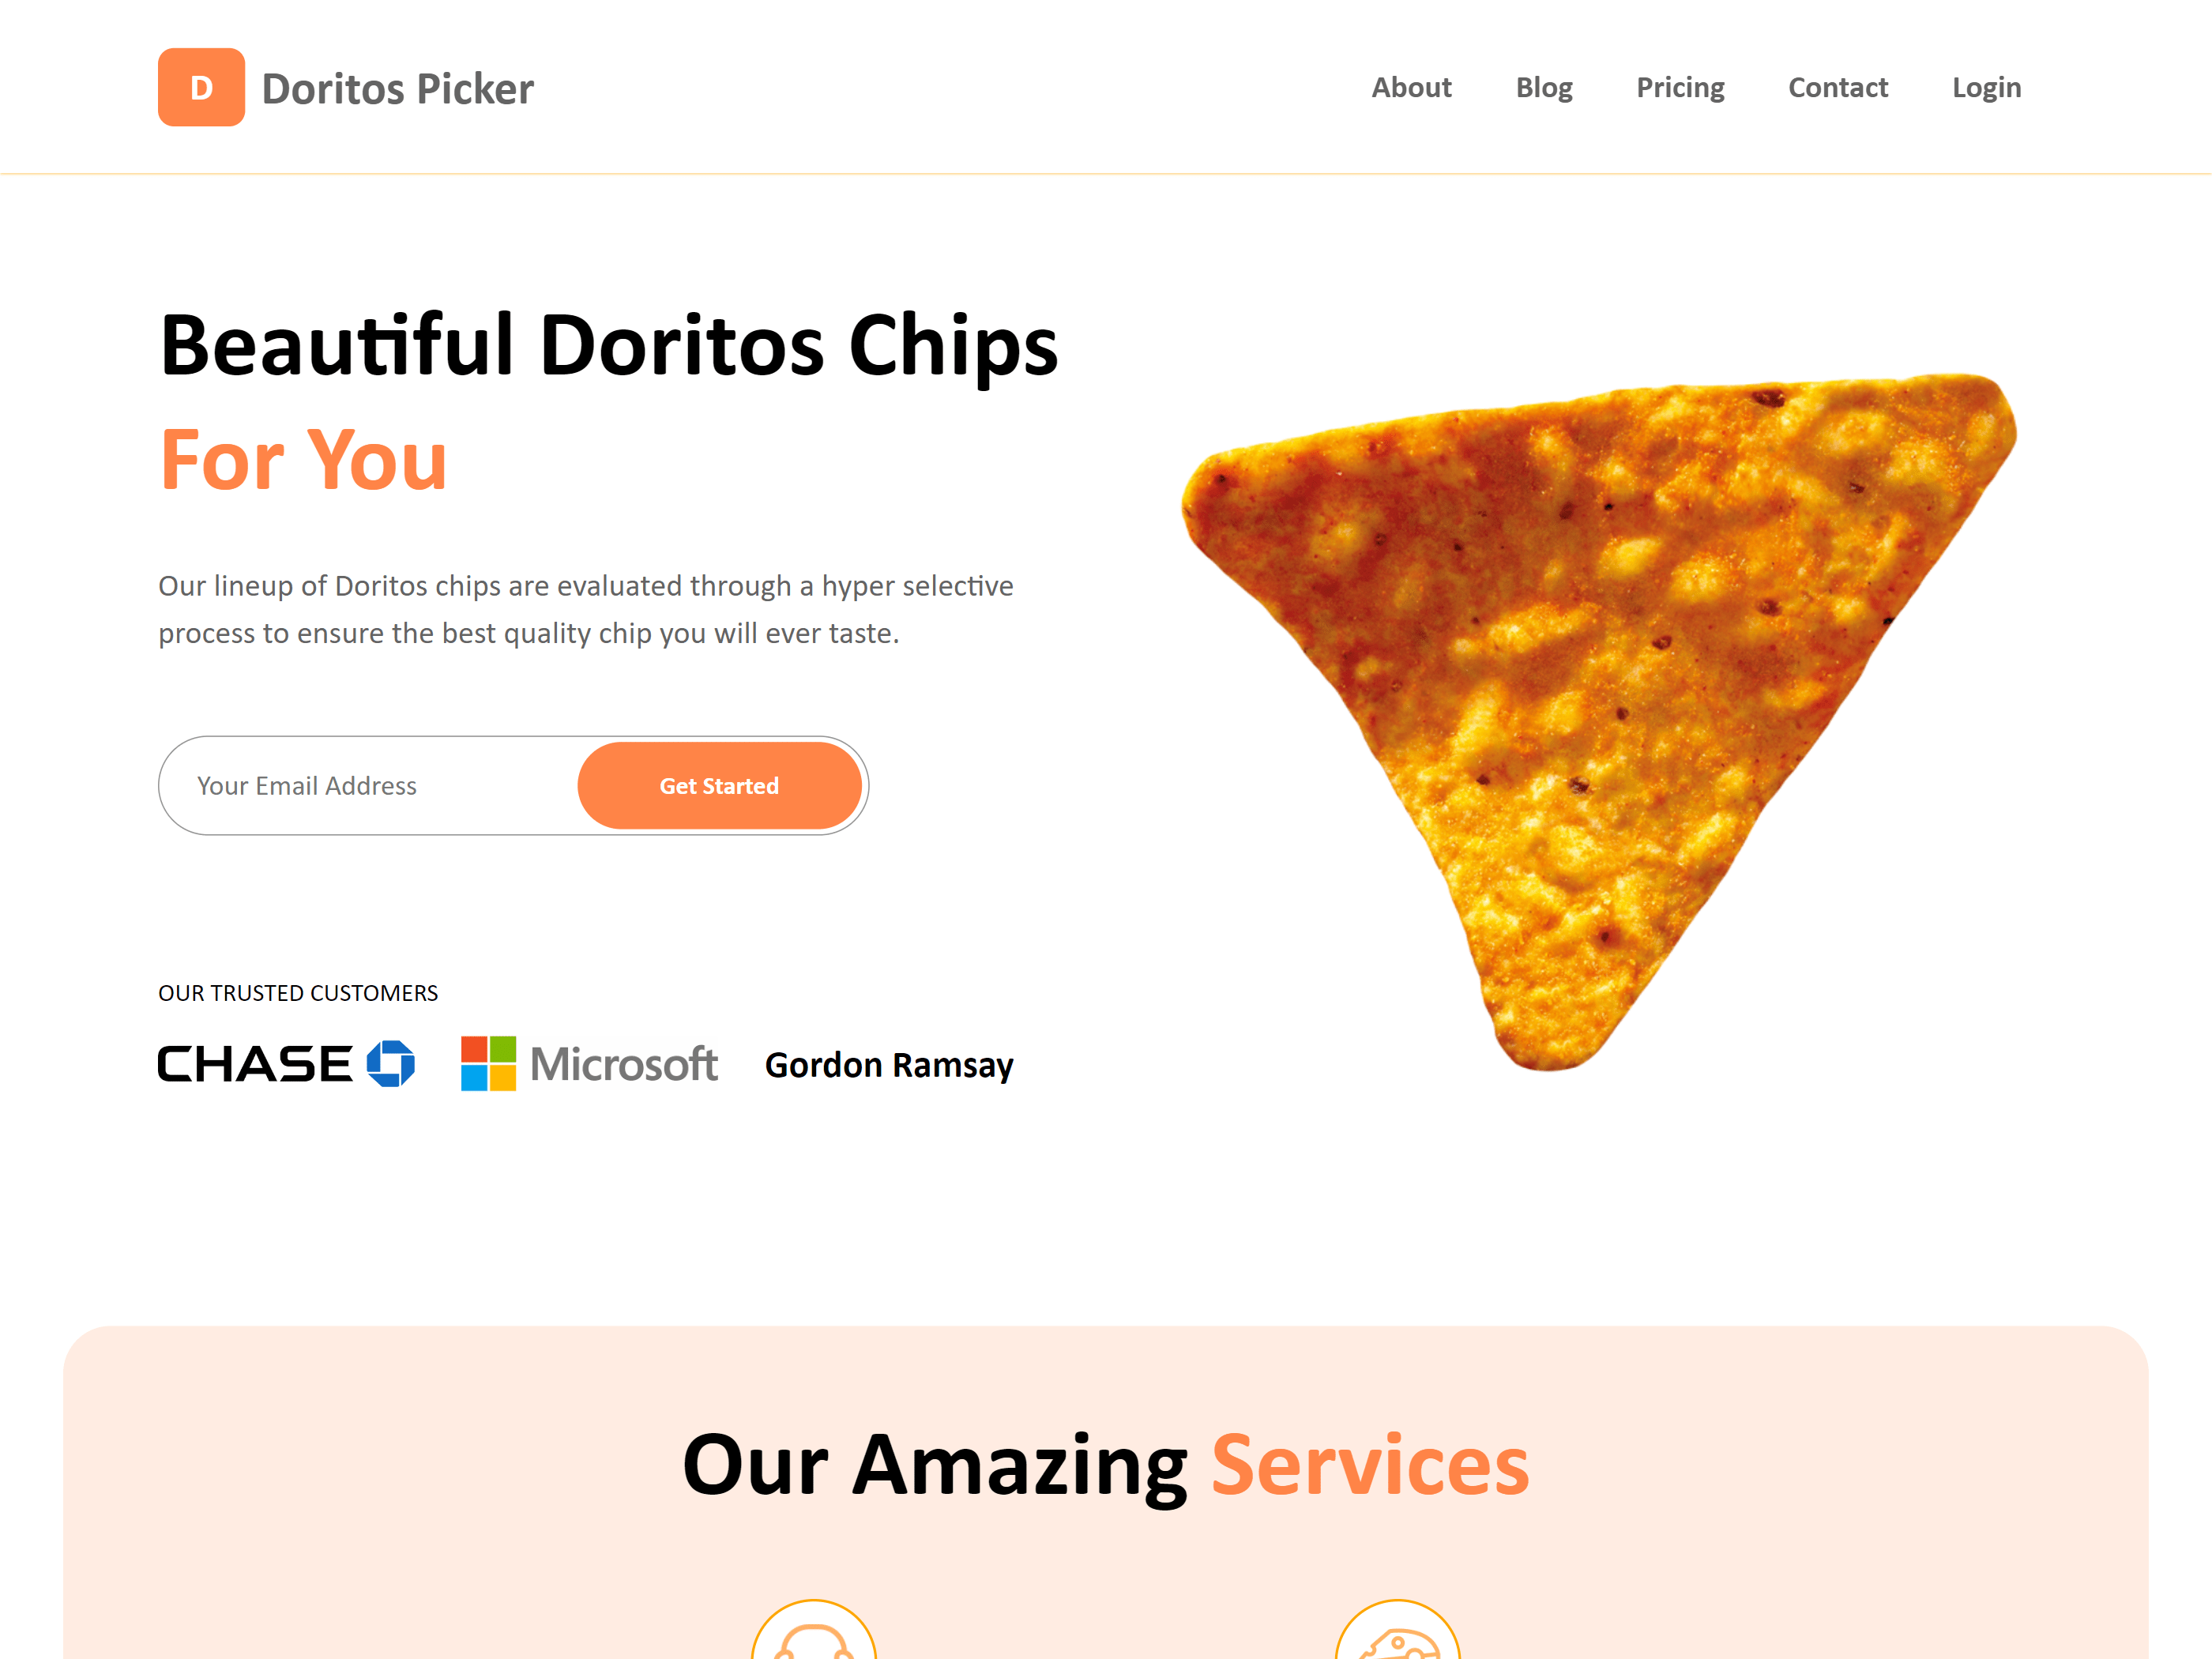 D
Doritos Picker
About
Blog
Pricing
Contact
Login
Beautiful Doritos Chips
For You
Our lineup of Doritos chips are evaluated through a hyper selective
process to ensure the best quality chip you will ever taste.
Your Email Address
Get Started
OUR TRUSTED CUSTOMERS
CHASE
Microsoft
Gordon Ramsay
Our Amazing Services